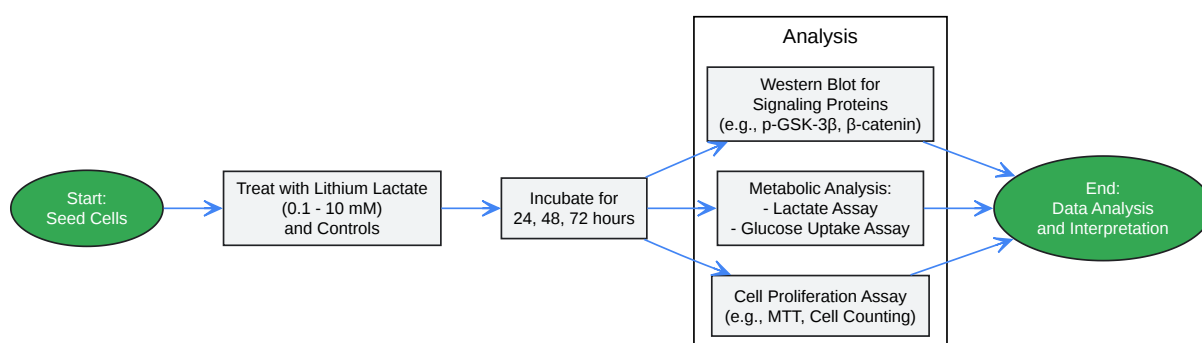 Start:
Seed Cells
Treat with Lithium Lactate
(0.1 - 10 mM)
and Controls
Incubate for
24, 48, 72 hours
Analysis
Western Blot for
Signaling Proteins
(e.g., p-GSK-3β, β-catenin)
Metabolic Analysis:
- Lactate Assay
- Glucose Uptake Assay
Cell Proliferation Assay
(e.g., MTT, Cell Counting)
End:
Data Analysis
and Interpretation